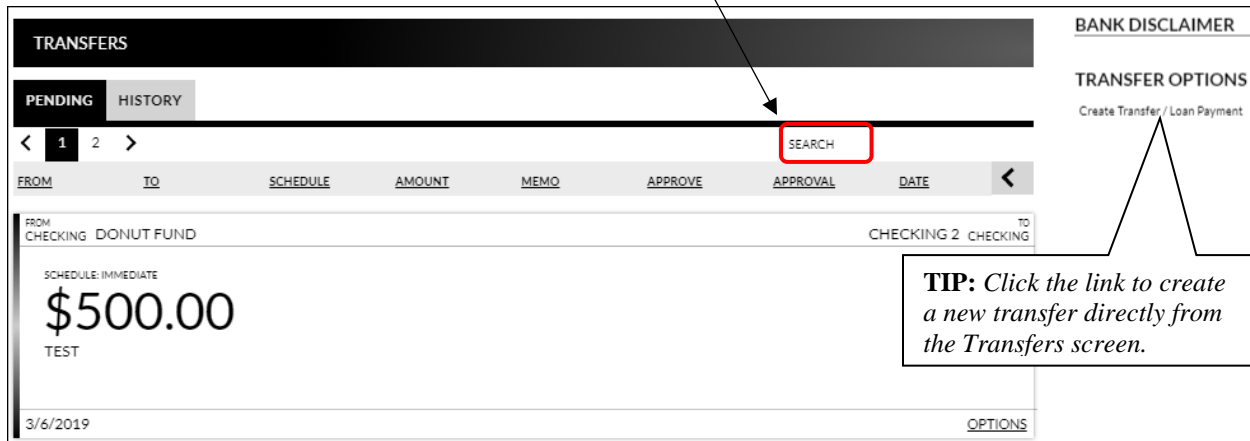 TRANSFERS
PENDING HISTORY
1 2
SEARCH
FROM TO SCHEDULE AMOUNT MEMO APPROVE APPROVAL DATE
FROM
CHECKING DONUT FUND
TO
CHECKING 2 CHECKING
SCHEDULE: IMMEDIATE
$500.00
TEST
3/6/2019 OPTIONS
BANK DISCLAIMER
TRANSFER OPTIONS
Create Transfer / Loan Payment
TIP: Click the link to create
a new transfer directly from
the Transfers screen.